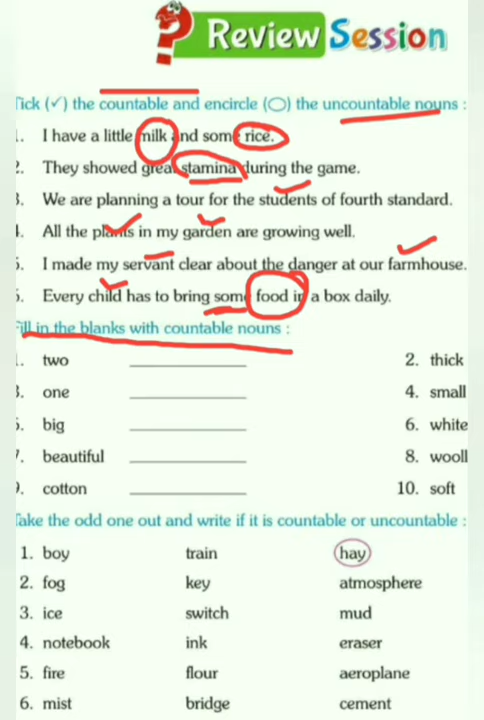 ? Review Session
Tick (✓) the countable and encircle (◯) the uncountable nouns :
1. I have a little milk and some rice.
2. They showed great stamina during the game.
3. We are planning a tour for the students of fourth standard.
4. All the plants in my garden are growing well.
5. I made my servant clear about the danger at our farmhouse.
6. Every child has to bring some food in a box daily.
Fill in the blanks with countable nouns :
1. two ____________ 2. thick
3. one ____________ 4. small
5. big ____________ 6. white
7. beautiful ____________ 8. wooll
9. cotton ____________ 10. soft
Take the odd one out and write if it is countable or uncountable :
1. boy train hay
2. fog key atmosphere
3. ice switch mud
4. notebook ink eraser
5. fire flour aeroplane
6. mist bridge cement